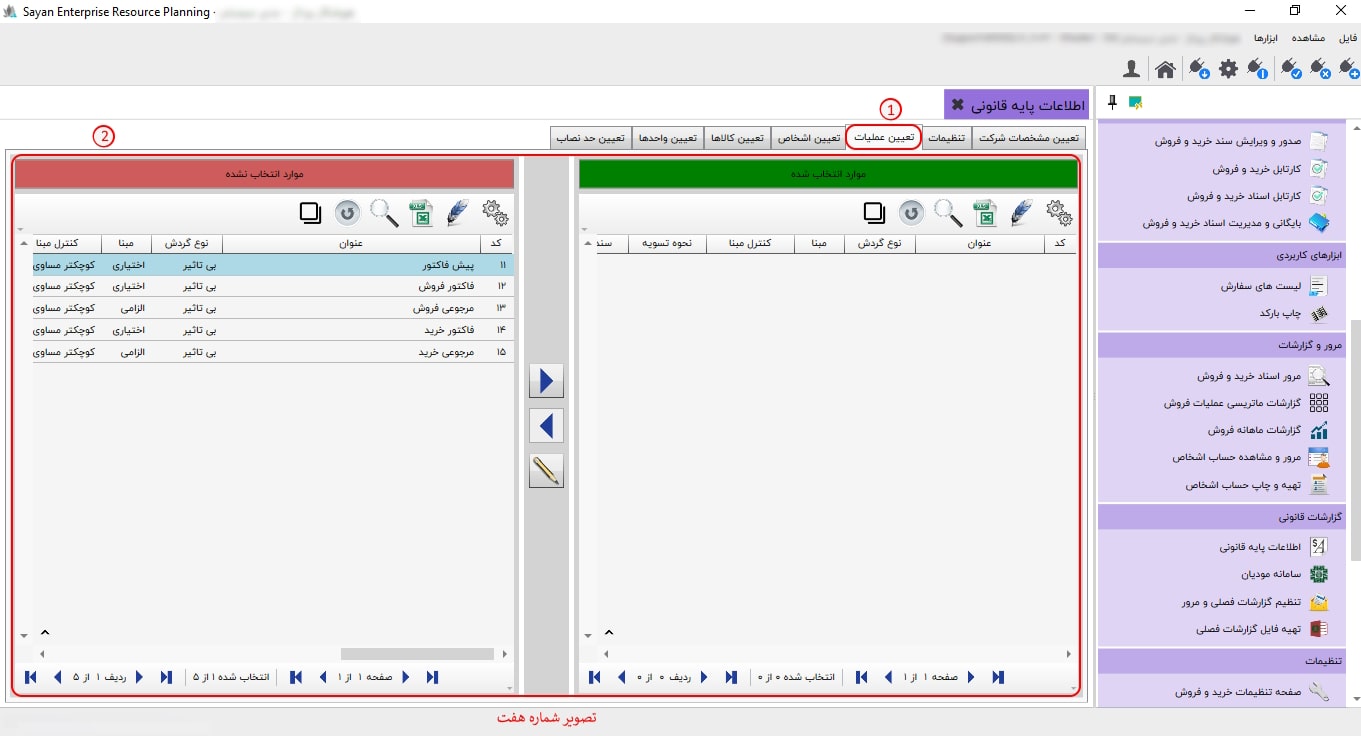 Sayan Enterprise Resource Planning -
فایل مشاهده ابزارها
اطلاعات پایه قانونی
1
2
تعیین مشخصات شرکت تنظیمات تعیین عملیات تعیین اشخاص تعیین کالاها تعیین واحدها تعیین حد نصاب
موارد انتخاب شده
کد عنوان نوع گردش مبنا کنترل مبنا نحوه تسویه سند
صفحه ۱ از ۱ انتخاب شده ۰ از ۰ ردیف ۰ از ۰
موارد انتخاب نشده
کد عنوان نوع گردش مبنا کنترل مبنا
۱۱ پیش فاکتور بی تاثیر اختیاری کوچکتر مساوی
۱۲ فاکتور فروش بی تاثیر اختیاری کوچکتر مساوی
۱۳ مرجوعی فروش بی تاثیر الزامی کوچکتر مساوی
۱۴ فاکتور خرید بی تاثیر اختیاری کوچکتر مساوی
۱۵ مرجوعی خرید بی تاثیر الزامی کوچکتر مساوی
صفحه ۱ از ۱ انتخاب شده ۱ از ۵ ردیف ۱ از ۵
صدور و ویرایش سند خرید و فروش
کارتابل خرید و فروش
کارتابل اسناد خرید و فروش
بایگانی و مدیریت اسناد خرید و فروش
ابزارهای کاربردی
لیست های سفارش
چاپ بارکد
مرور و گزارشات
مرور اسناد خرید و فروش
گزارشات ماتریسی عملیات فروش
گزارشات ماهانه فروش
مرور و مشاهده حساب اشخاص
تهیه و چاپ حساب اشخاص
گزارشات قانونی
اطلاعات پایه قانونی
سامانه مودیان
تنظیم گزارشات فصلی و مرور
تهیه فایل گزارشات فصلی
تنظیمات
صفحه تنظیمات خرید و فروش
تصویر شماره هفت